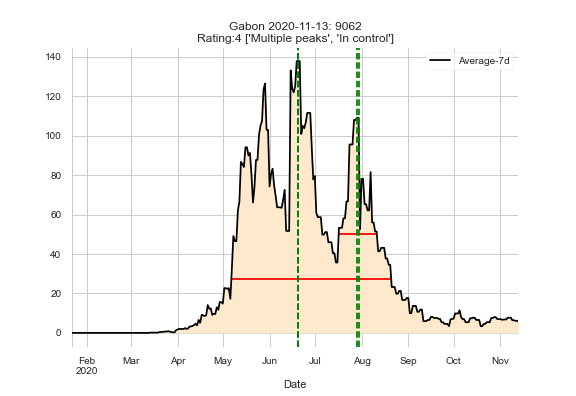 Gabon 2020-11-13: 9062
Rating:4 ['Multiple peaks', 'In control']
Average-7d
140
120
100
80
60
40
20
0
Feb Mar Apr May Jun Jul Aug Sep Oct Nov
2020
Date